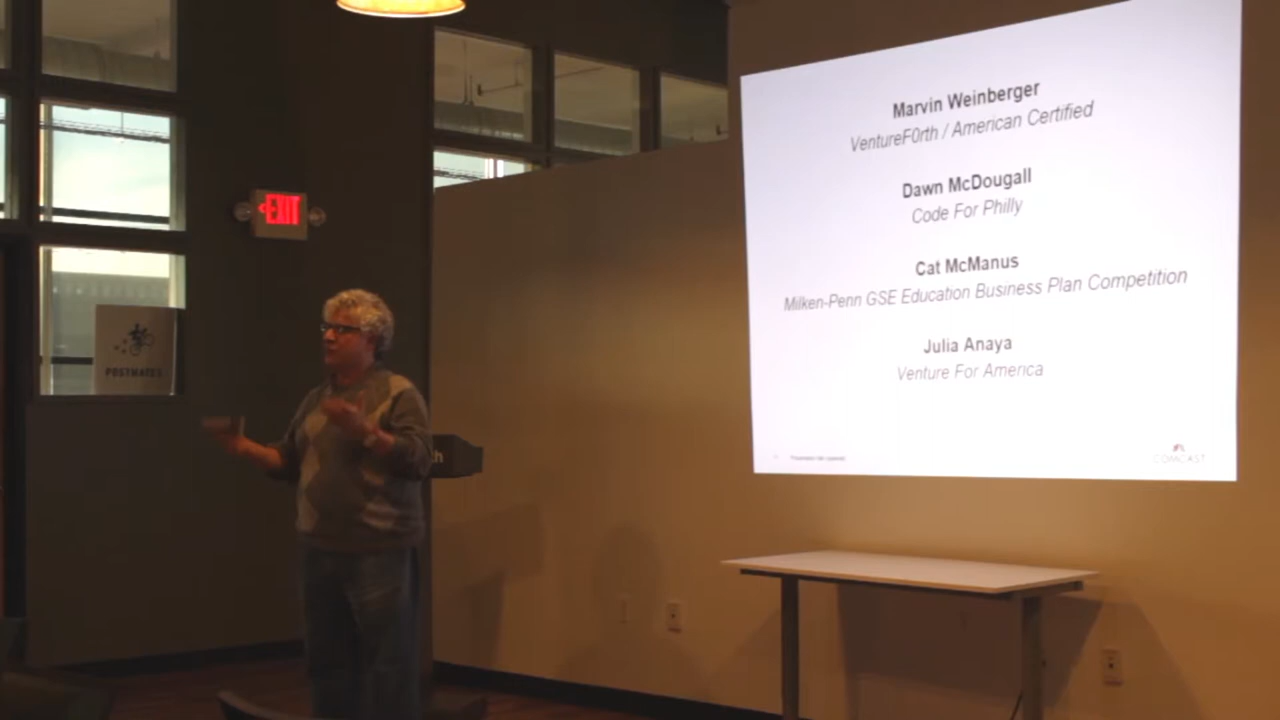 EXIT
POSTMATES
th
Marvin Weinberger
VentureF0rth / American Certified
Dawn McDougall
Code For Philly
Cat McManus
Milken-Penn GSE Education Business Plan Competition
Julia Anaya
Venture For America
COMCAST